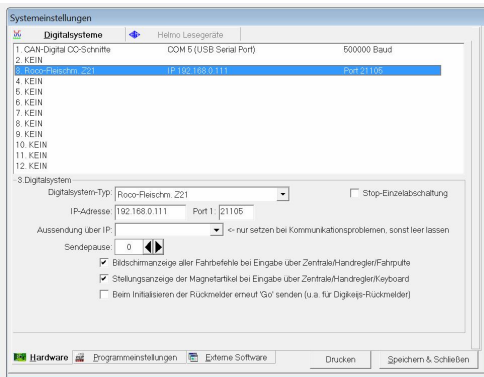 Systemeinstellungen
Digitalsysteme Helmo Lesegeräte
1. CAN-Digital CC-Schnitte COM 5 (USB Serial Port) 500000 Baud
2. KEIN
3. Roco-Fleischm. Z21 IP 192.168.0.111 Port 21105
4. KEIN
5. KEIN
6. KEIN
7. KEIN
8. KEIN
9. KEIN
10. KEIN
11. KEIN
12. KEIN
3.Digitalsystem
Digitalsystem-Typ: Roco-Fleischm. Z21 Stop-Einzelabschaltung
IP-Adresse: 192.168.0.111 Port 1: 21105
Aussendung über IP: <- nur setzen bei Kommunikationsproblemen, sonst leer lassen
Sendepause: 0
Bildschirmanzeige aller Fahrbefehle bei Eingabe über Zentrale/Handregler/Fahrpulte
Stellungsanzeige der Magnetartikel bei Eingabe über Zentrale/Handregler/Keyboard
Beim Initialisieren der Rückmelder erneut 'Go' senden (u.a. für Digikeijs-Rückmelder)
Hardware Programmeinstellungen Externe Software Drucken Speichern & Schließen